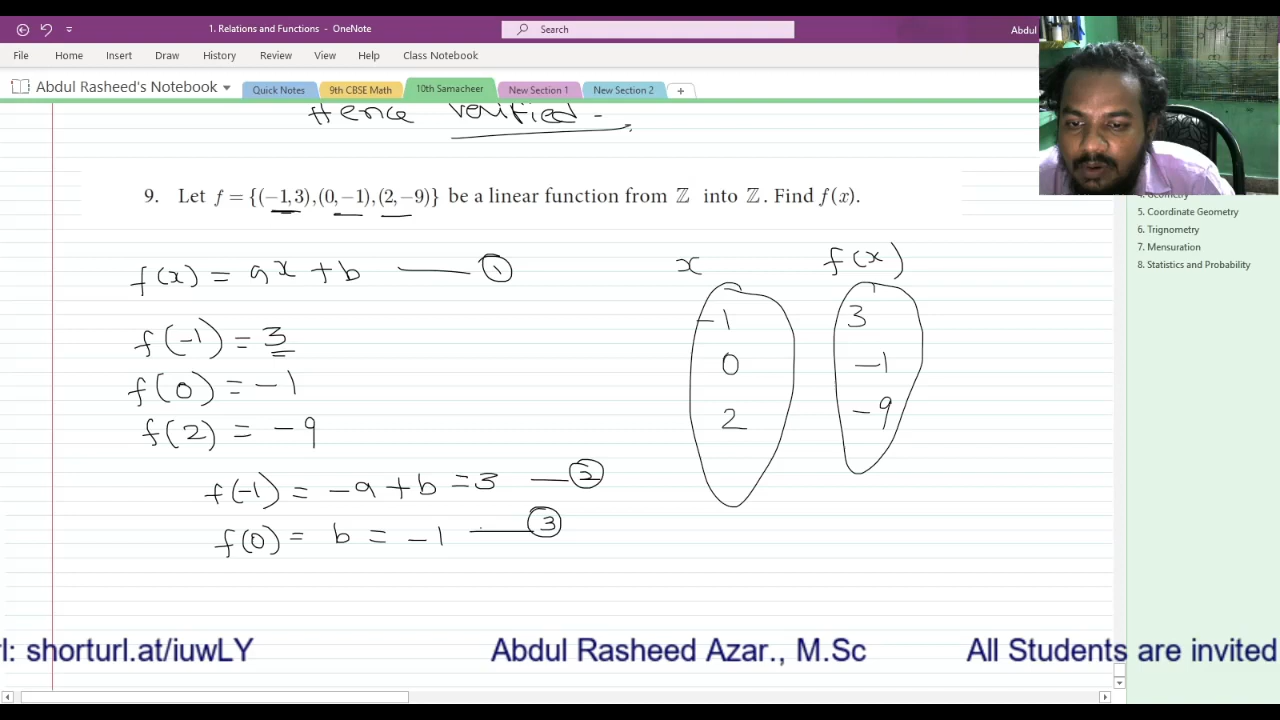 1. Relations and Functions - OneNote
Search
Abdul
File Home Insert Draw History Review View Help Class Notebook
Abdul Rasheed's Notebook
Quick Notes
9th CBSE Math
10th Samacheer
New Section 1
New Section 2
+
Hence verified.
9. Let f = {(−1,3),(0,−1),(2,−9)} be a linear function from ℤ into ℤ. Find f(x).
f(x) = ax + b —— ①
f(-1) = 3
f(0) = -1
f(2) = -9
f(-1) = -a + b = 3 —— ②
f(0) = b = -1 —— ③
x f(x)
-1 3
0 -1
2 -9
4. Geometry
5. Coordinate Geometry
6. Trignometry
7. Mensuration
8. Statistics and Probability
l: shorturl.at/iuwLY Abdul Rasheed Azar., M.Sc All Students are invited